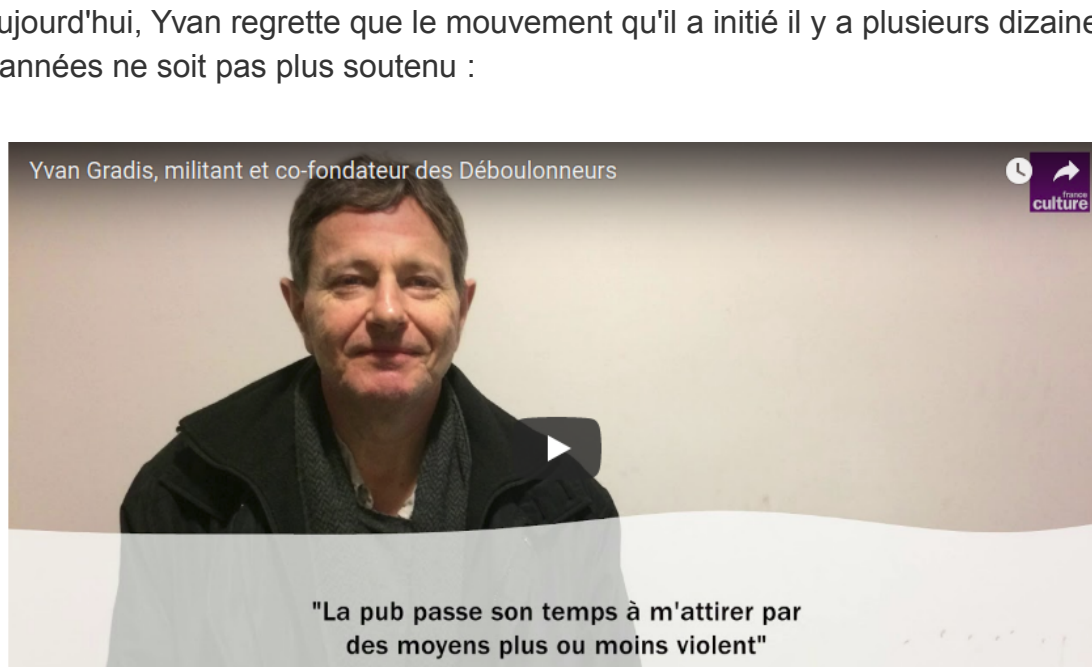 ujourd'hui, Yvan regrette que le mouvement qu'il a initié il y a plusieurs dizaine
années ne soit pas plus soutenu :
Yvan Gradis, militant et co-fondateur des Déboulonneurs
france
culture
"La pub passe son temps à m'attirer par
des moyens plus ou moins violent"